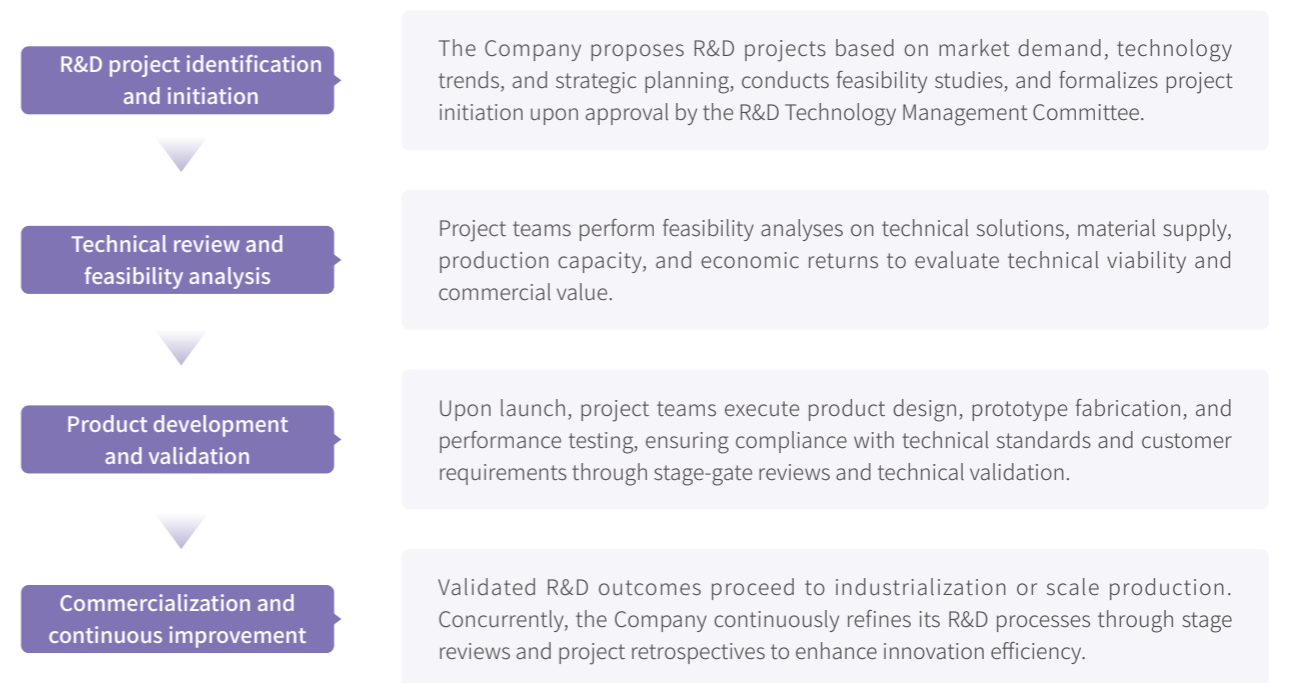 R&D project identification
and initiation
The Company proposes R&D projects based on market demand, technology
trends, and strategic planning, conducts feasibility studies, and formalizes project
initiation upon approval by the R&D Technology Management Committee.
Technical review and
feasibility analysis
Project teams perform feasibility analyses on technical solutions, material supply,
production capacity, and economic returns to evaluate technical viability and
commercial value.
Product development
and validation
Upon launch, project teams execute product design, prototype fabrication, and
performance testing, ensuring compliance with technical standards and customer
requirements through stage-gate reviews and technical validation.
Commercialization and
continuous improvement
Validated R&D outcomes proceed to industrialization or scale production.
Concurrently, the Company continuously refines its R&D processes through stage
reviews and project retrospectives to enhance innovation efficiency.